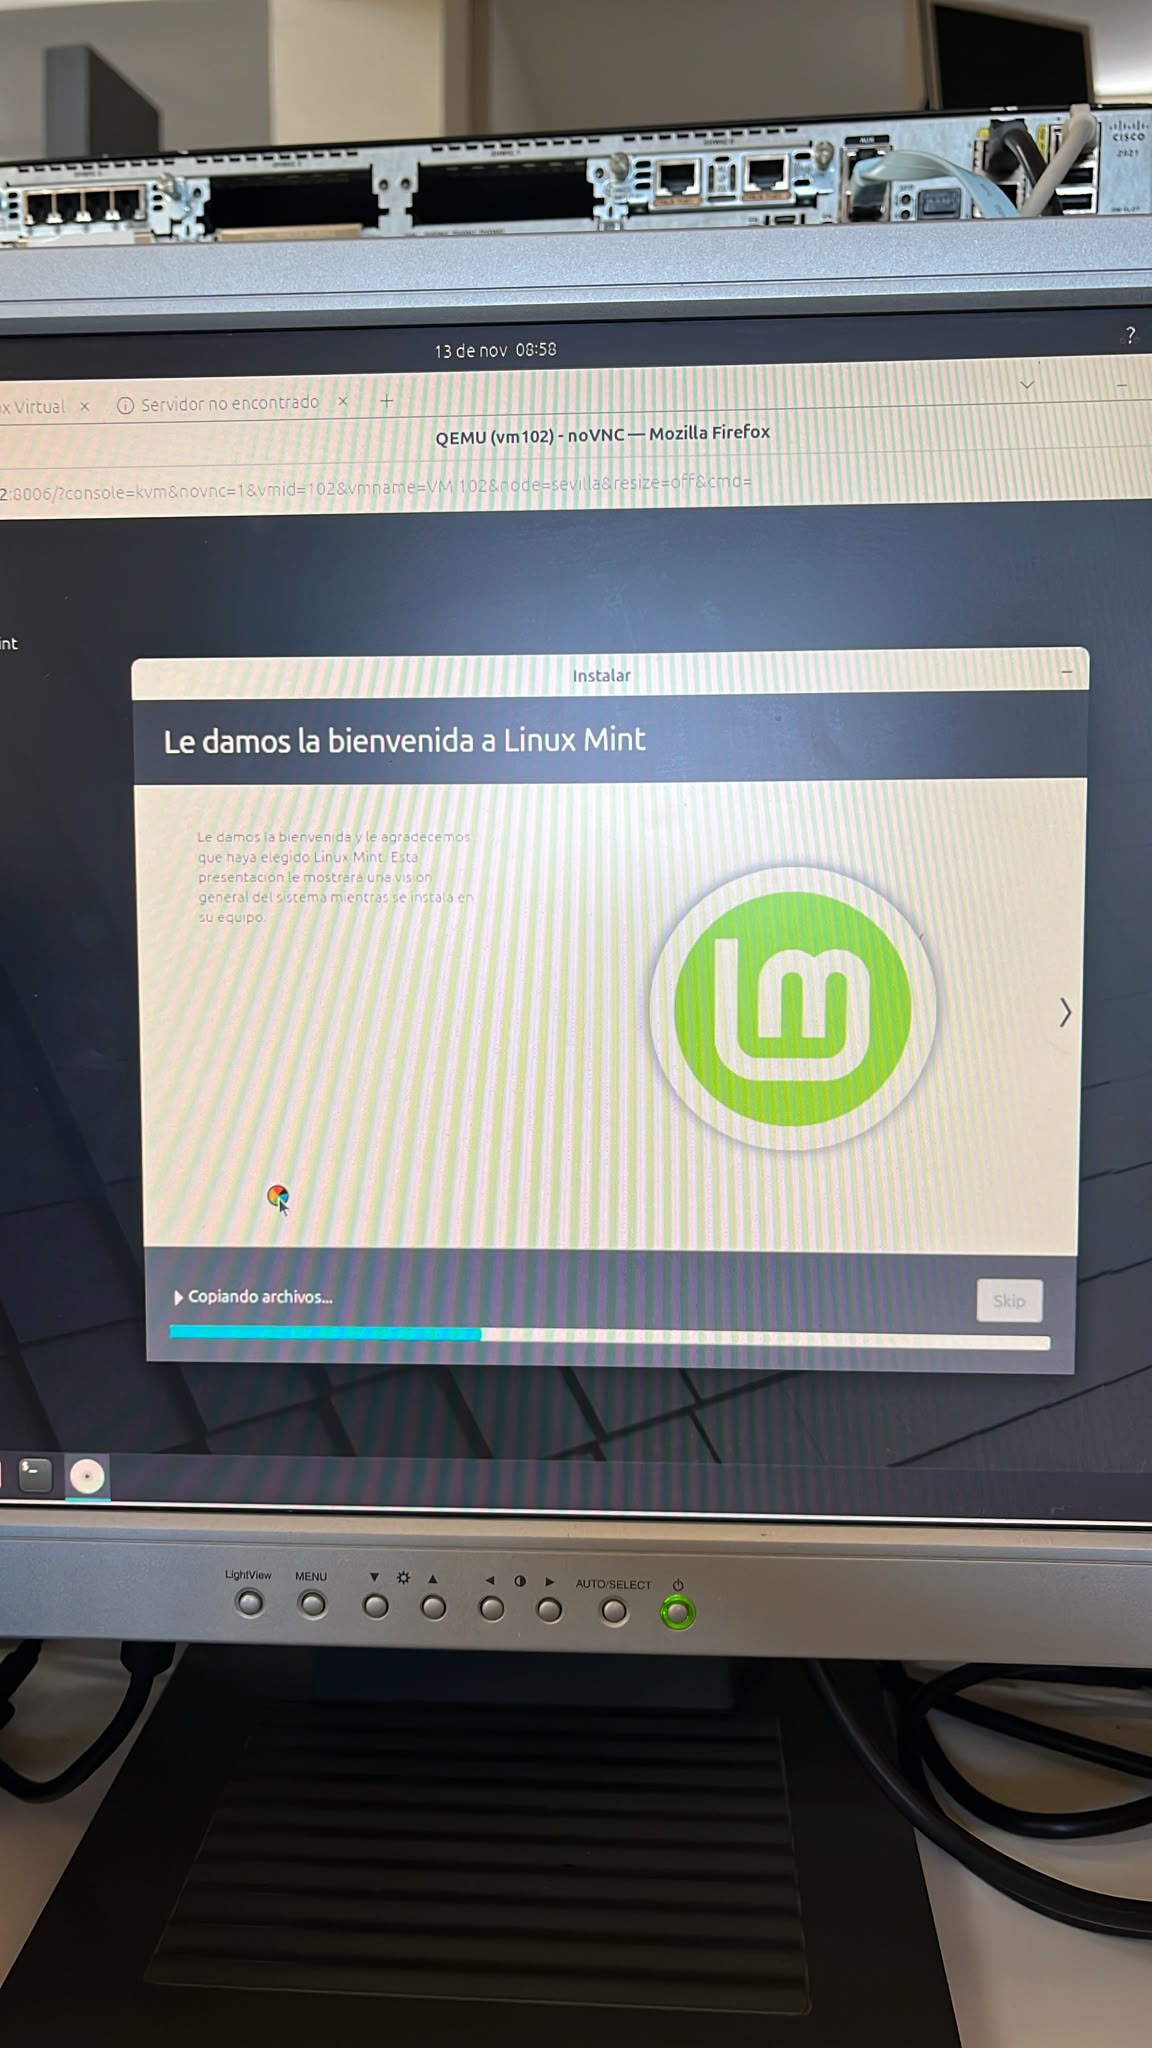 CISCO
2921
AUX
13 de nov 08:58
?
x Virtual × Servidor no encontrado × +
QEMU (vm102) - noVNC — Mozilla Firefox
2:8006/?console=kvm&novnc=1&vmid=102&vmname=VM 102&node=sevilla&resize=off&cmd=
int
Instalar
Le damos la bienvenida a Linux Mint
Le damos la bienvenida y le agradecemos
que haya elegido Linux Mint. Esta
presentación le mostrará una visión
general del sistema mientras se instala en
su equipo.
Copiando archivos...
Skip
$_
LightView MENU AUTO/SELECT